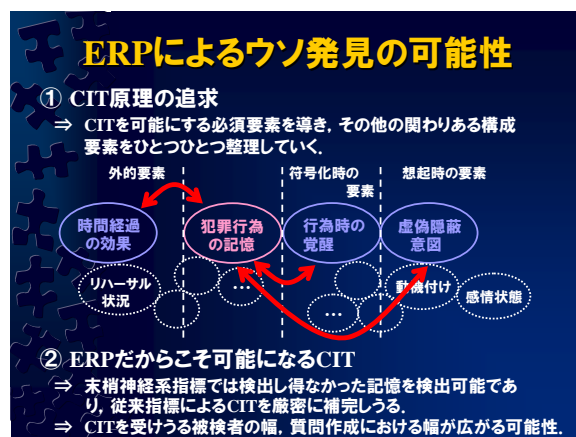 ERPによるウソ発見の可能性
① CIT原理の追求
⇒ CITを可能にする必須要素を導き，その他の関わりある構成
要素をひとつひとつ整理していく．
外的要素
符号化時の
要素
想起時の要素
時間経過
の効果
犯罪行為
の記憶
行為時の
覚醒
虚偽隠蔽
意図
リハーサル
状況
…
…
動機付け
感情状態
② ERPだからこそ可能になるCIT
⇒ 末梢神経系指標では検出し得なかった記憶を検出可能であ
り，従来指標によるCITを厳密に補完しうる．
⇒ CITを受けうる被検者の幅，質問作成における幅が広がる可能性．